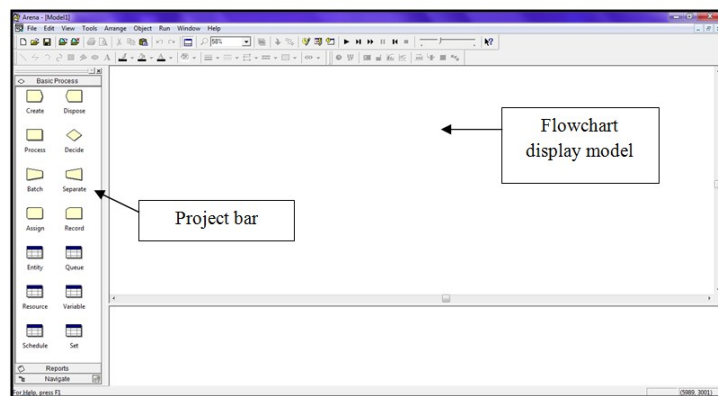 Arena - [Model1]
File Edit View Tools Arrange Object Run Window Help
Basic Process
Create Dispose
Process Decide
Batch Separate
Assign Record
Entity Queue
Resource Variable
Schedule Set
Reports
Navigate
For Help, press F1
Flowchart
display model
Project bar
(5989, 3001)